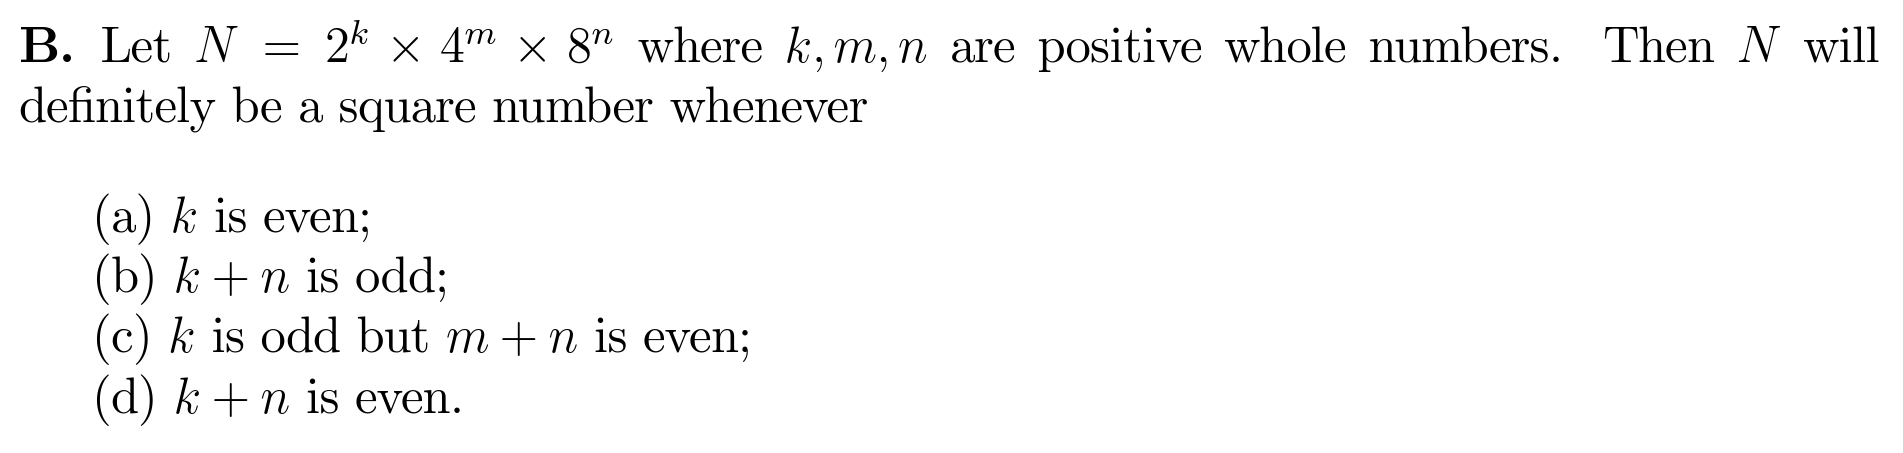 B. Let N = 2^k × 4^m × 8^n where k, m, n are positive whole numbers. Then N will
definitely be a square number whenever
(a) k is even;
(b) k + n is odd;
(c) k is odd but m + n is even;
(d) k + n is even.